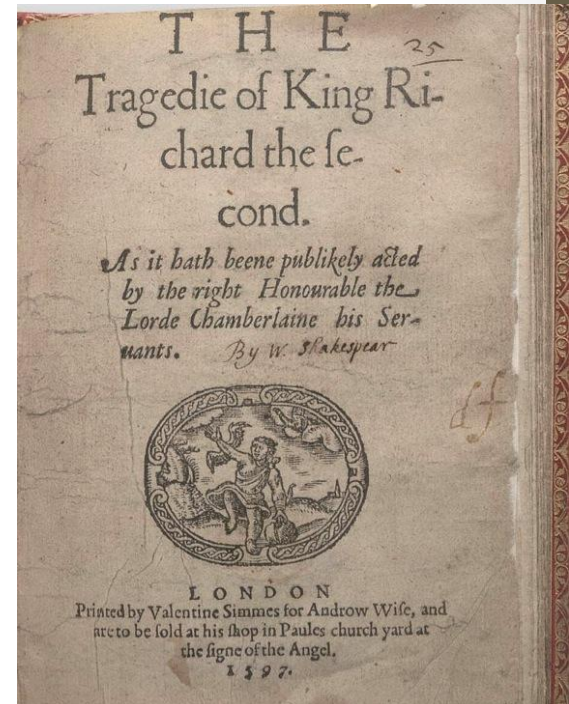 THE
25
Tragedie of King Ri-
chard the ſe-
cond.
As it hath beene publikely acted
by the right Honourable the
Lorde Chamberlaine his Ser-
uants. By W. Shakespear
df
LONDON
Printed by Valentine Simmes for Androw Wiſe, and
are to be ſold at his ſhop in Paules church yard at
the ſigne of the Angel.
1597.